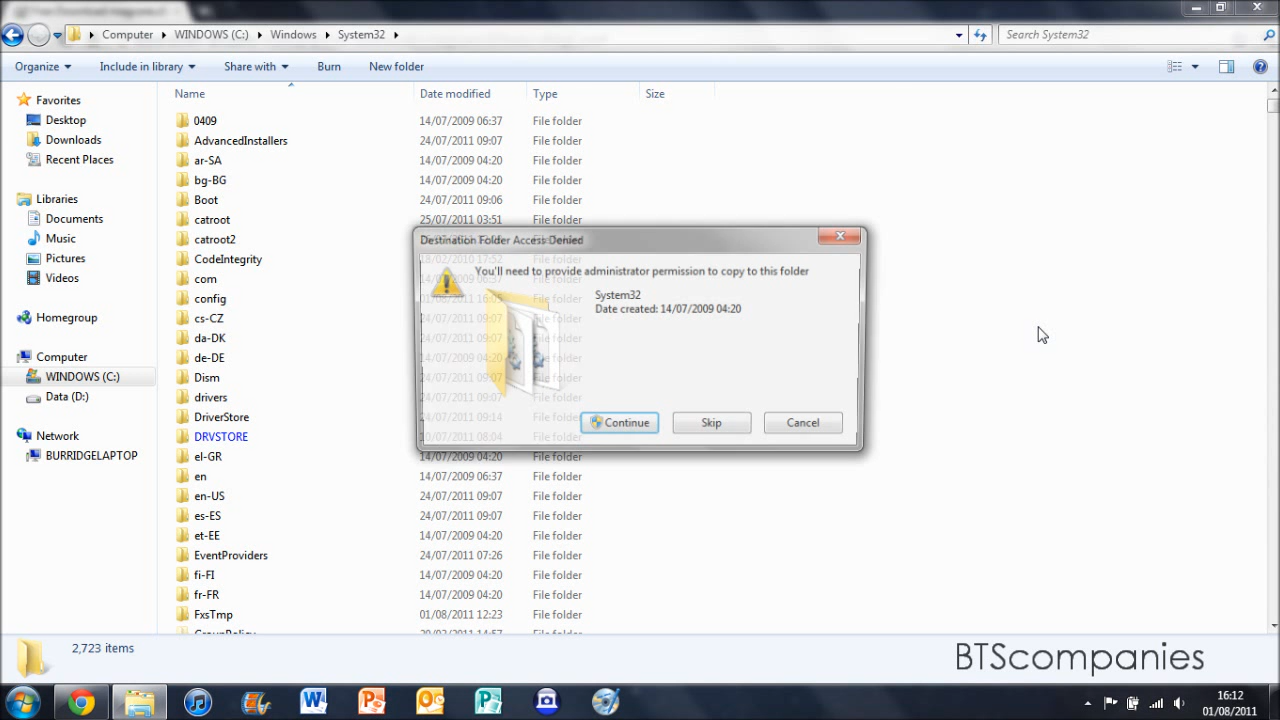 Computer WINDOWS (C:) Windows System32
Search System32
Organize Include in library Share with Burn New folder
Name Date modified Type Size
Favorites
Desktop
Downloads
Recent Places
Libraries
Documents
Music
Pictures
Videos
Homegroup
Computer
WINDOWS (C:)
Data (D:)
Network
BURRIDGELAPTOP
0409 14/07/2009 06:37 File folder
AdvancedInstallers 24/07/2011 09:07 File folder
ar-SA 14/07/2009 04:20 File folder
bg-BG 14/07/2009 04:20 File folder
Boot 24/07/2011 09:06 File folder
catroot 25/07/2011 03:51 File folder
catroot2
CodeIntegrity 18/02/2010 17:52 File folder
com 14/07/2009 06:37 File folder
config 01/08/2011 16:05 File folder
cs-CZ 24/07/2011 09:07 File folder
da-DK 24/07/2011 09:07 File folder
de-DE 14/07/2009 04:20 File folder
Dism 24/07/2011 09:07 File folder
drivers 24/07/2011 09:07 File folder
DriverStore 24/07/2011 09:14 File folder
DRVSTORE 08:04 File folder
el-GR 14/07/2009 04:20 File folder
en 14/07/2009 06:37 File folder
en-US 24/07/2011 09:07 File folder
es-ES 24/07/2011 09:07 File folder
et-EE 14/07/2009 04:20 File folder
EventProviders 24/07/2011 07:26 File folder
fi-FI 14/07/2009 04:20 File folder
fr-FR 14/07/2009 04:20 File folder
FxsTmp 01/08/2011 12:23 File folder
GroupPolicy 14:57 File folder
Destination Folder Access Denied
You'll need to provide administrator permission to copy to this folder
System32
Date created: 14/07/2009 04:20
Continue Skip Cancel
2,723 items
BTScompanies
16:12
01/08/2011